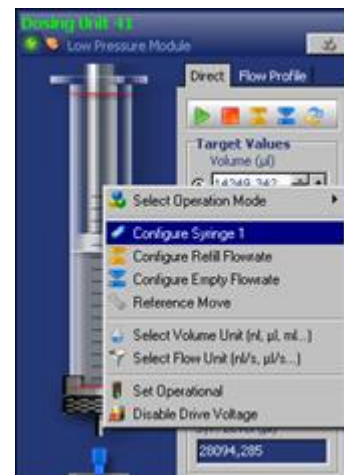 Dosing Unit 41
Low Pressure Module
Direct Flow Profile
Target Values
Volume (µl)
14249,342
Select Operation Mode
Configure Syringe 1
Configure Refill Flowrate
Configure Empty Flowrate
Reference Move
Select Volume Unit (nl, µl, ml...)
Select Flow Unit (nl/s, µl/s...)
Set Operational
Disable Drive Voltage
28094,285